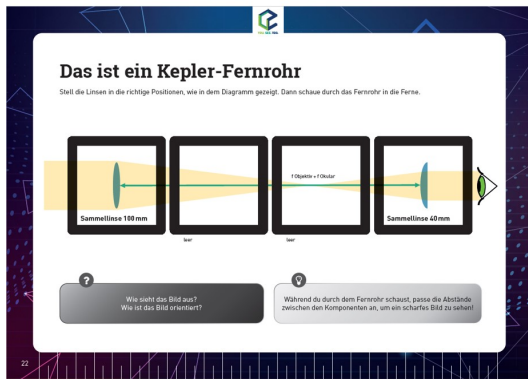 Das ist ein Kepler-Fernrohr
Stell die Linsen in die richtige Positionen, wie in dem Diagramm gezeigt. Dann schaue durch das Fernrohr in die Ferne.
f Objektiv + f Okular
Sammellinse 100 mm
Sammellinse 40 mm
leer
leer
?
Wie sieht das Bild aus?
Wie ist das Bild orientiert?
Während du durch dem Fernrohr schaust, passe die Abstände
zwischen den Komponenten an, um ein scharfes Bild zu sehen!
22